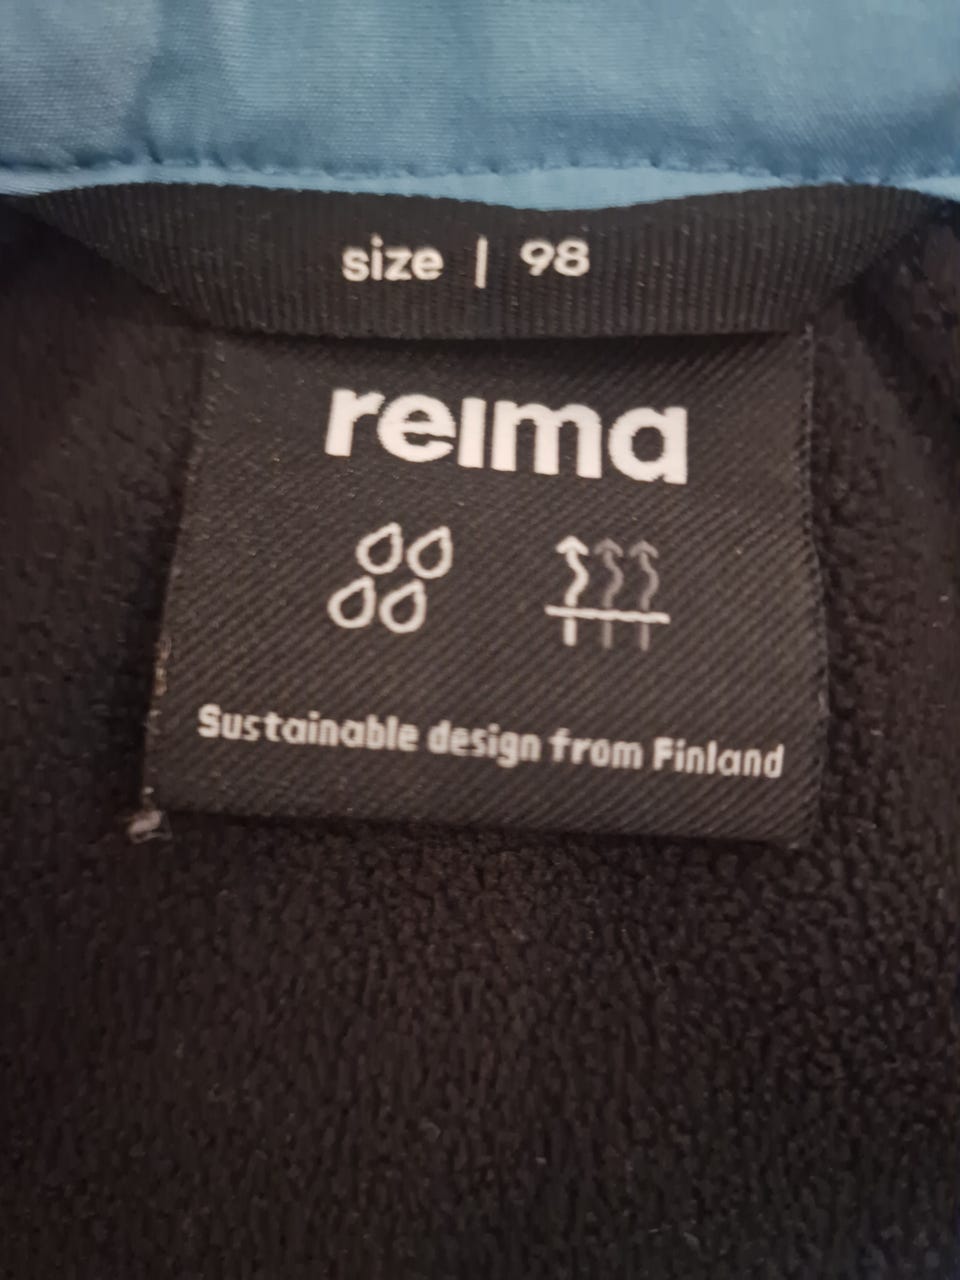 size | 98
reima
Sustainable design from Finland